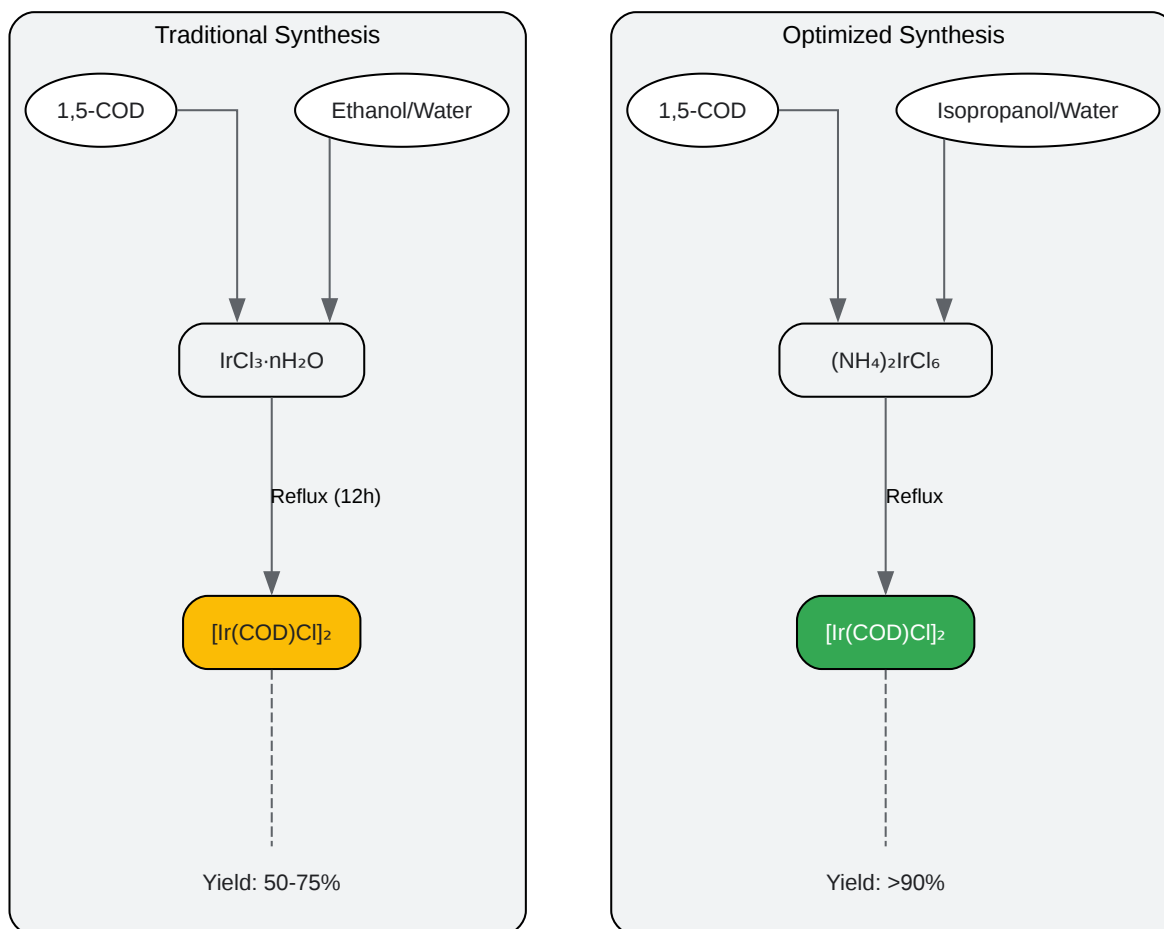 Traditional Synthesis
1,5-COD
Ethanol/Water
IrCl₃·nH₂O
Reflux (12h)
[Ir(COD)Cl]₂
Yield: 50-75%
Optimized Synthesis
1,5-COD
Isopropanol/Water
(NH₄)₂IrCl₆
Reflux
[Ir(COD)Cl]₂
Yield: >90%